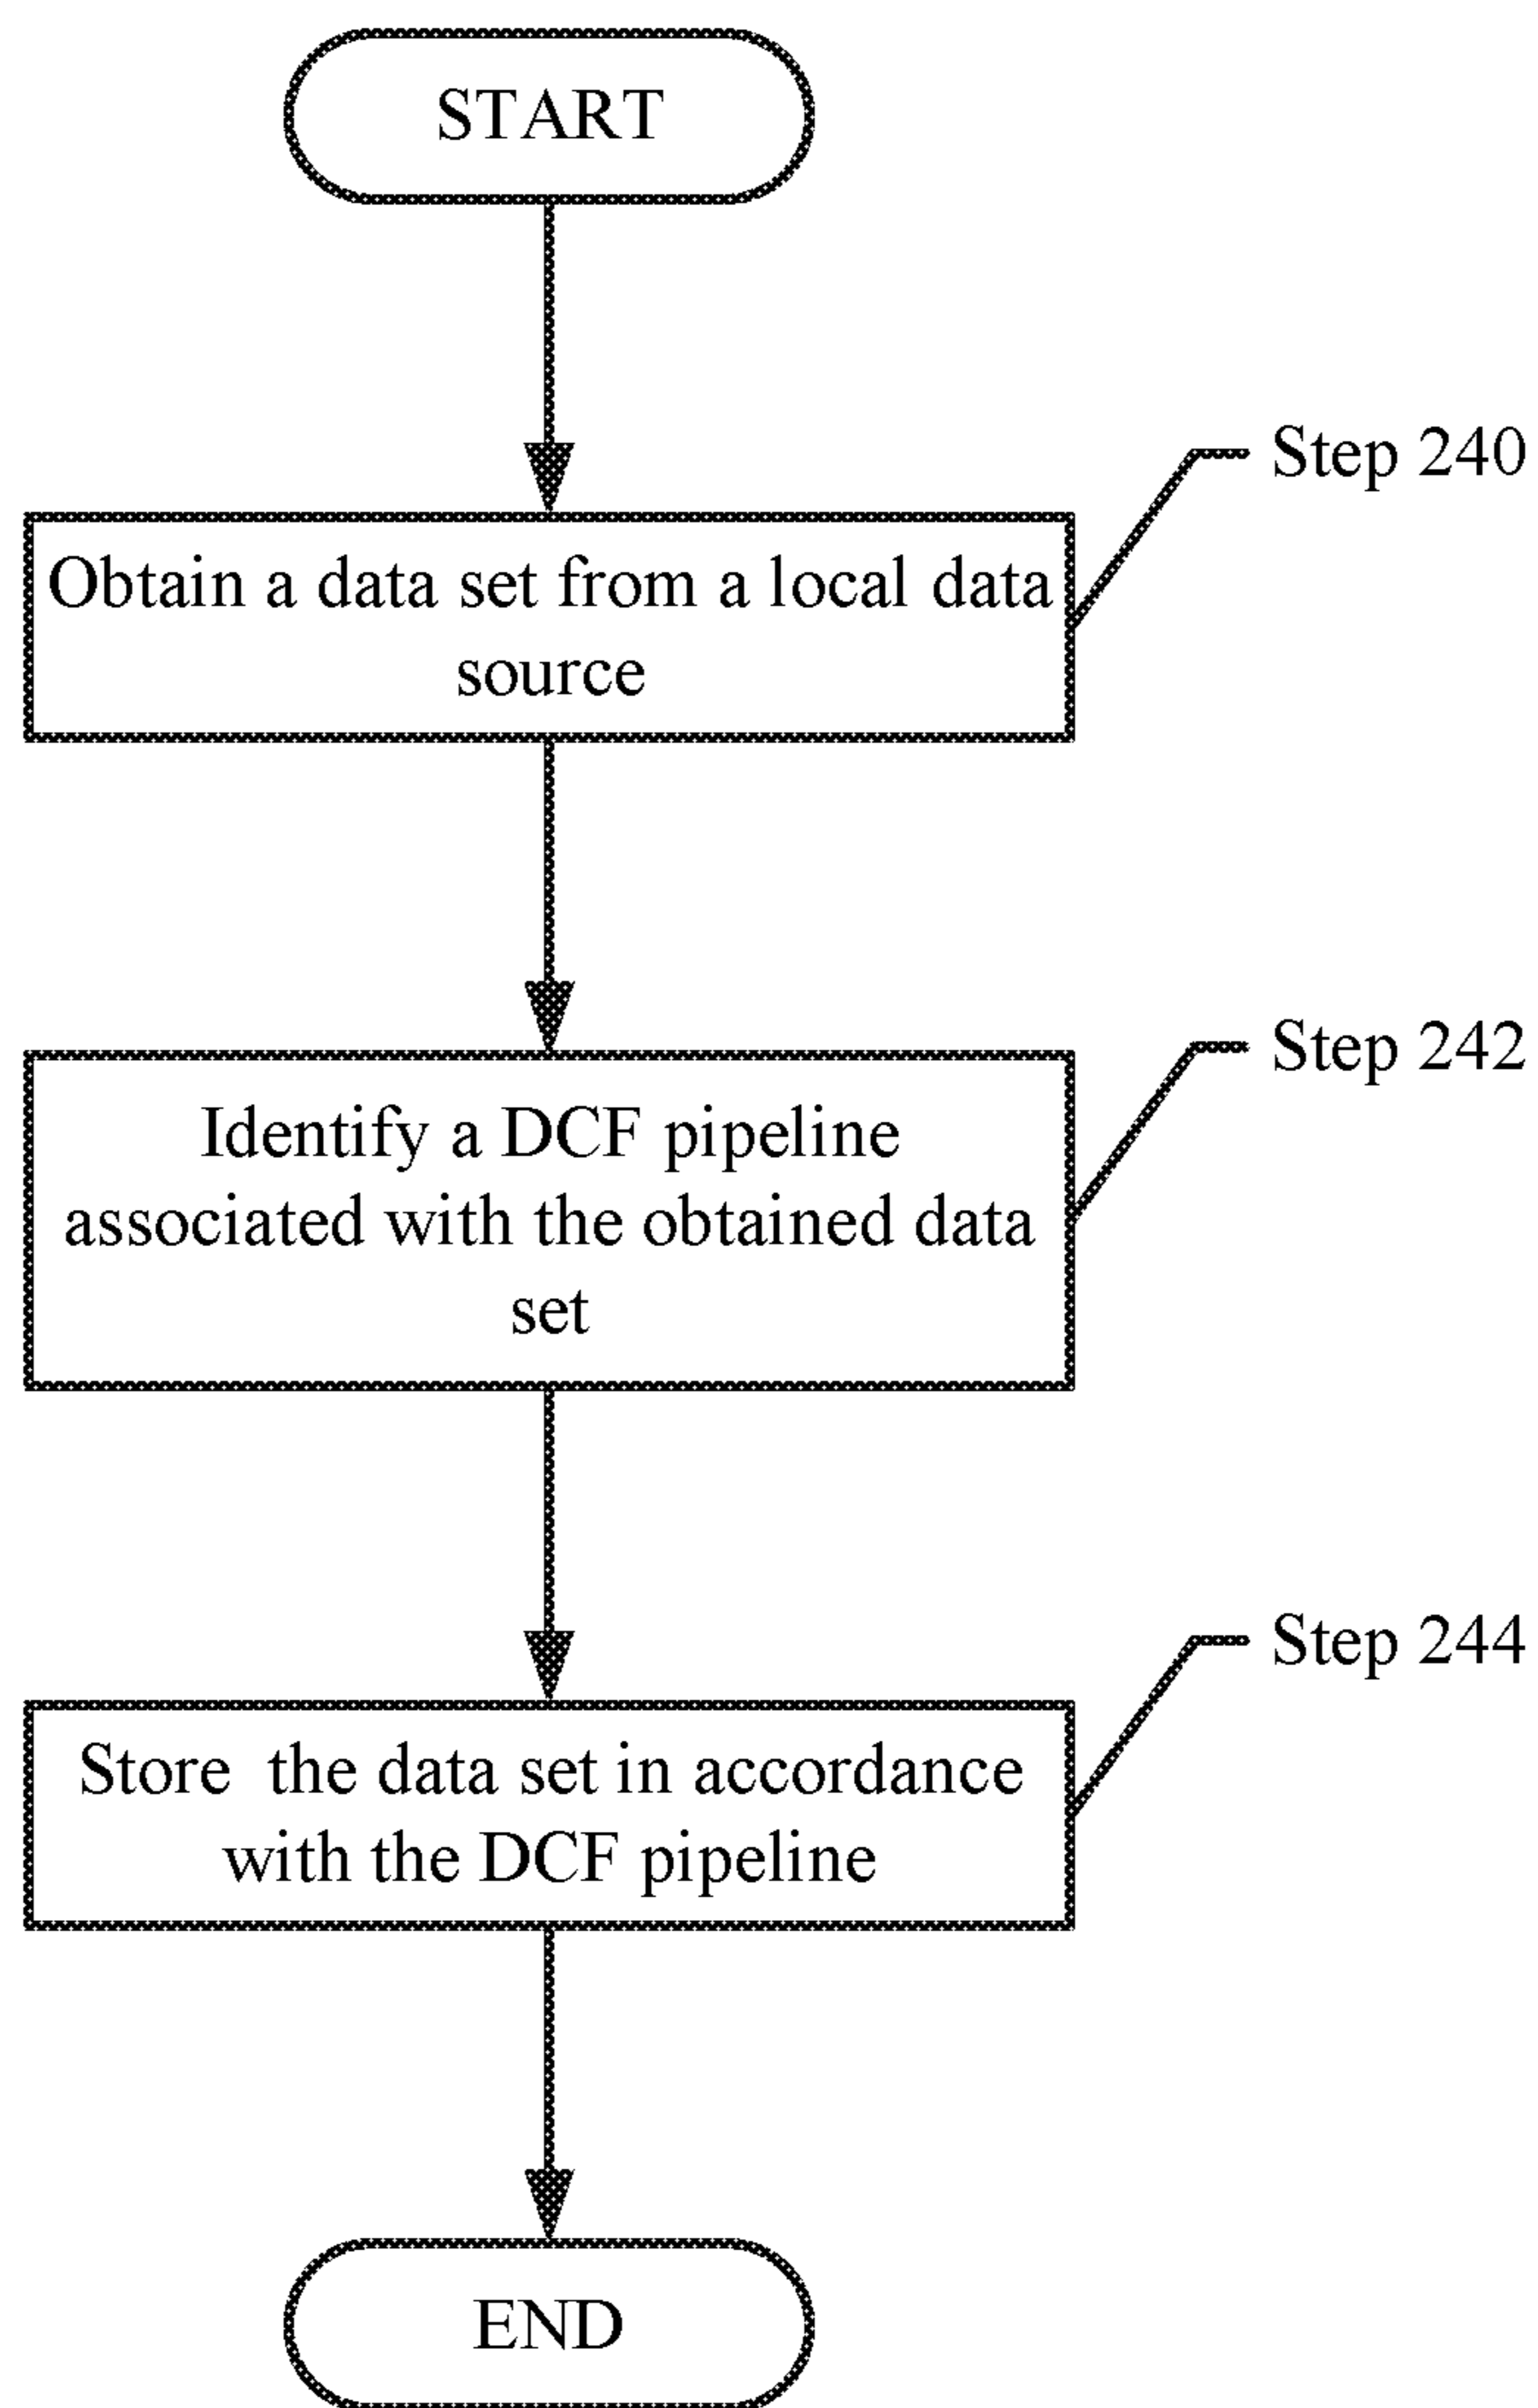 START
Step 240
Obtain a data set from a local data
source
Step 242
Identify a DCF pipeline
associated with the obtained data
set
Step 244
Store the data set in accordance
with the DCF pipeline
END